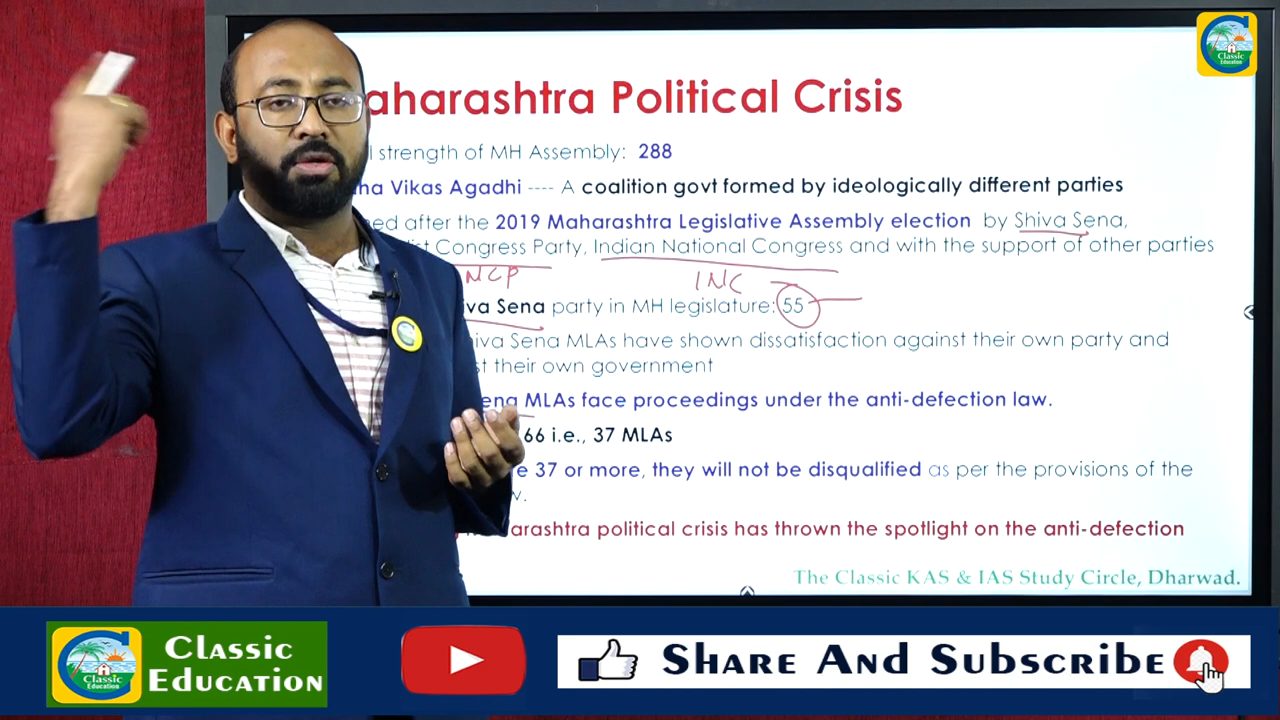 Classic
Education
aharashtra Political Crisis
strength of MH Assembly: 288
ha Vikas Agadhi ---- A coalition govt formed by ideologically different parties
ed after the 2019 Maharashtra Legislative Assembly election by Shiva Sena,
ist Congress Party, Indian National Congress and with the support of other parties
NCP INC
iva Sena party in MH legislature: 55
hiva Sena MLAs have shown dissatisfaction against their own party and
st their own government
ena MLAs face proceedings under the anti-defection law.
66 i.e., 37 MLAs
re 37 or more, they will not be disqualified as per the provisions of the
w.
arashtra political crisis has thrown the spotlight on the anti-defection
The Classic KAS & IAS Study Circle, Dharwad.
Classic
Education
Classic
Education
Share And Subscribe